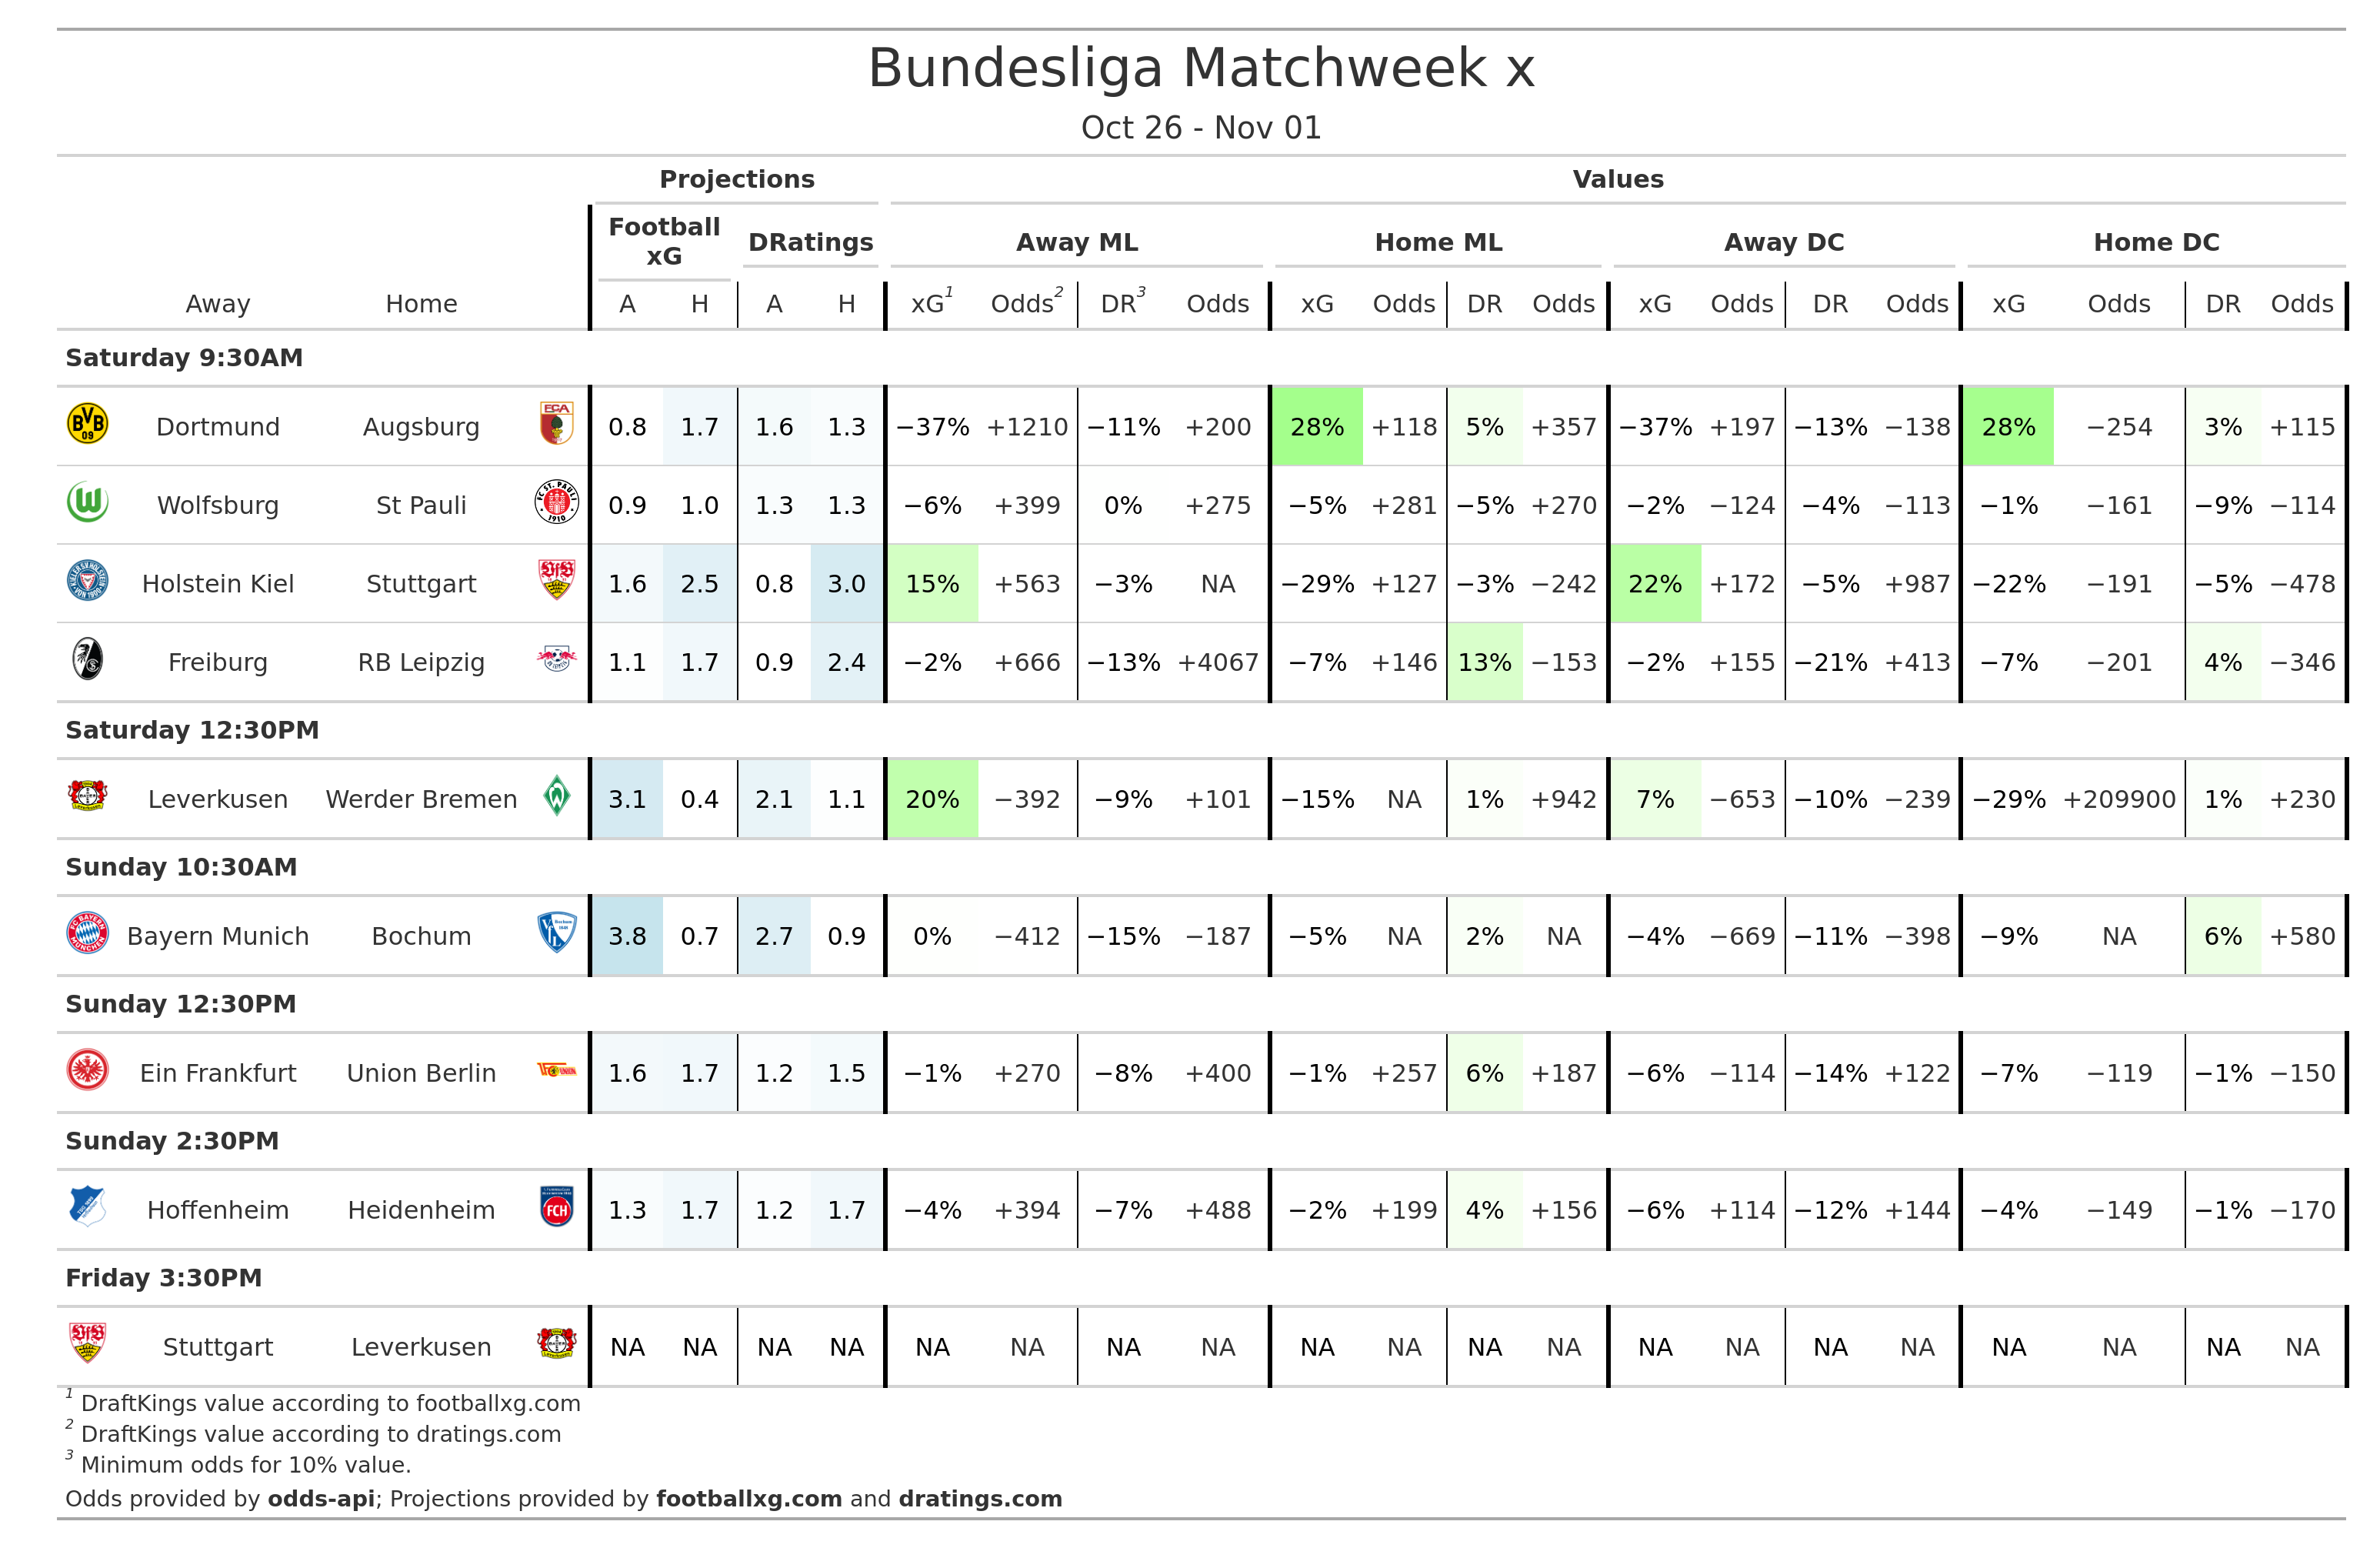 Bundesliga Matchweek x
Oct 26 - Nov 01
Projections Values
Football xG DRatings Away ML Home ML Away DC Home DC
Away Home A H A H xG1 Odds2 DR3 Odds xG Odds DR Odds xG Odds DR Odds xG Odds DR Odds
Saturday 9:30AM
Dortmund Augsburg 0.8 1.7 1.6 1.3 −37% +1210 −11% +200 28% +118 5% +357 −37% +197 −13% −138 28% −254 3% +115
Wolfsburg St Pauli 0.9 1.0 1.3 1.3 −6% +399 0% +275 −5% +281 −5% +270 −2% −124 −4% −113 −1% −161 −9% −114
Holstein Kiel Stuttgart 1.6 2.5 0.8 3.0 15% +563 −3% NA −29% +127 −3% −242 22% +172 −5% +987 −22% −191 −5% −478
Freiburg RB Leipzig 1.1 1.7 0.9 2.4 −2% +666 −13% +4067 −7% +146 13% −153 −2% +155 −21% +413 −7% −201 4% −346
Saturday 12:30PM
Leverkusen Werder Bremen 3.1 0.4 2.1 1.1 20% −392 −9% +101 −15% NA 1% +942 7% −653 −10% −239 −29% +209900 1% +230
Sunday 10:30AM
Bayern Munich Bochum 3.8 0.7 2.7 0.9 0% −412 −15% −187 −5% NA 2% NA −4% −669 −11% −398 −9% NA 6% +580
Sunday 12:30PM
Ein Frankfurt Union Berlin 1.6 1.7 1.2 1.5 −1% +270 −8% +400 −1% +257 6% +187 −6% −114 −14% +122 −7% −119 −1% −150
Sunday 2:30PM
Hoffenheim Heidenheim 1.3 1.7 1.2 1.7 −4% +394 −7% +488 −2% +199 4% +156 −6% +114 −12% +144 −4% −149 −1% −170
Friday 3:30PM
Stuttgart Leverkusen NA NA NA NA NA NA NA NA NA NA NA NA NA NA NA NA NA NA NA NA
1 DraftKings value according to footballxg.com
2 DraftKings value according to dratings.com
3 Minimum odds for 10% value.
Odds provided by odds-api; Projections provided by footballxg.com and dratings.com